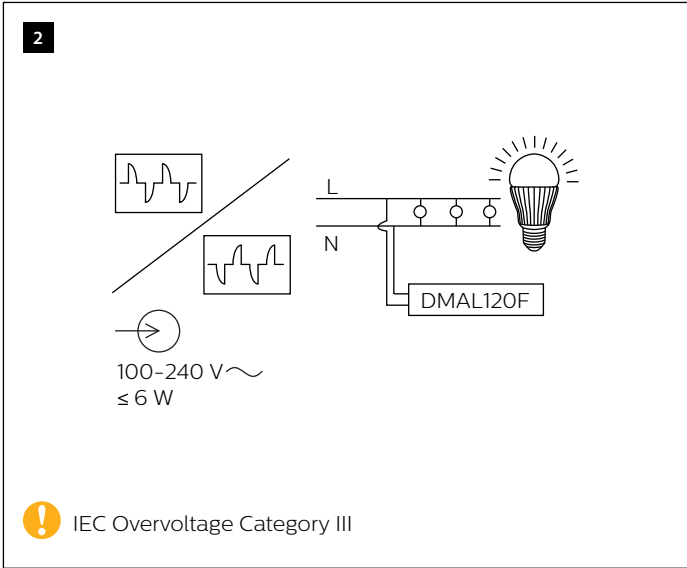 2
L
N
DMAL120F
100-240 V~
≤ 6 W
! IEC Overvoltage Category III